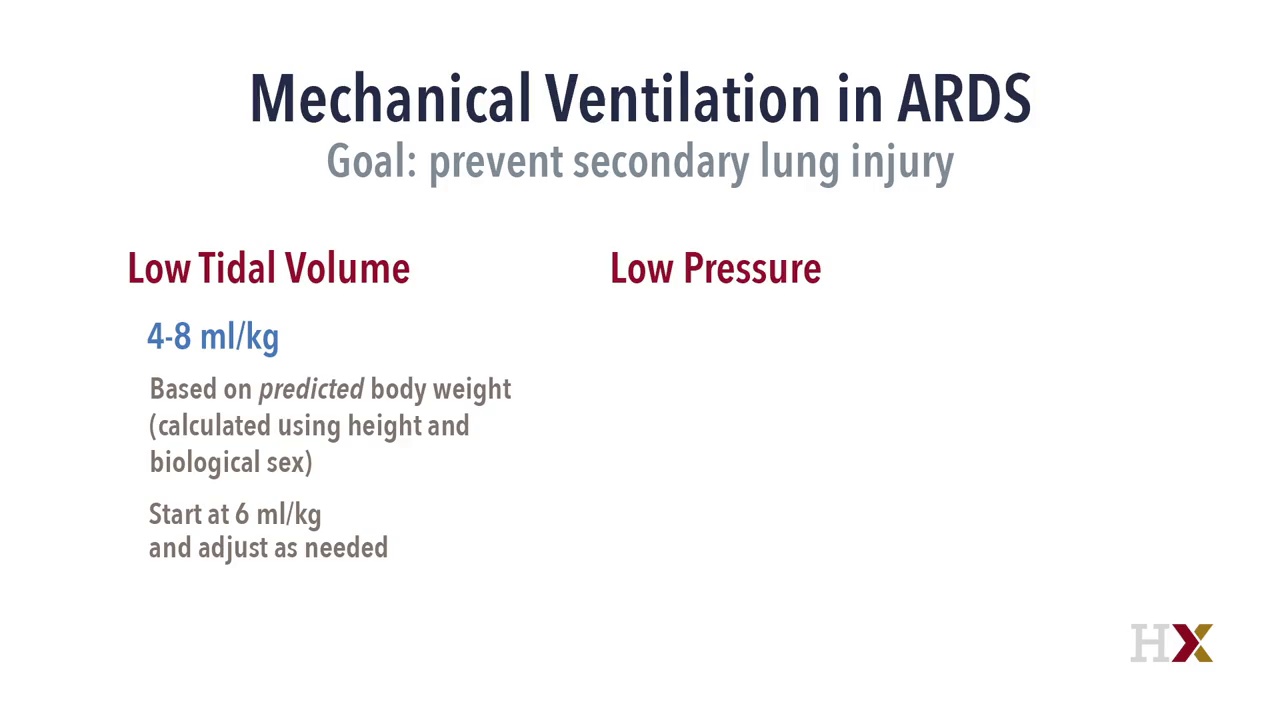 Mechanical Ventilation in ARDS
Goal: prevent secondary lung injury
Low Tidal Volume
4-8 ml/kg
Based on predicted body weight
(calculated using height and
biological sex)
Start at 6 ml/kg
and adjust as needed
Low Pressure
HX